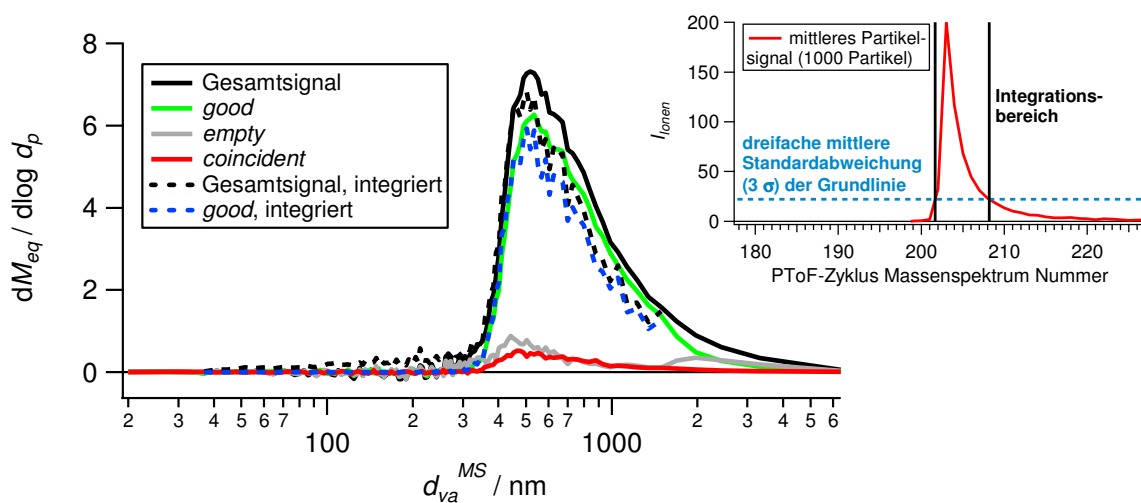 8
6
4
2
0
dM_eq / dlog d_p
Gesamtsignal
good
empty
coincident
Gesamtsignal, integriert
good, integriert
2 3 4 5 6 7 100 2 3 4 5 6 7 1000 2 3 4 5 6
d_va^MS / nm
200
150
100
50
0
I_Ionen
mittleres Partikel-
signal (1000 Partikel)
Integrations-
bereich
dreifache mittlere
Standardabweichung
(3 σ) der Grundlinie
180 190 200 210 220
PToF-Zyklus Massenspektrum Nummer